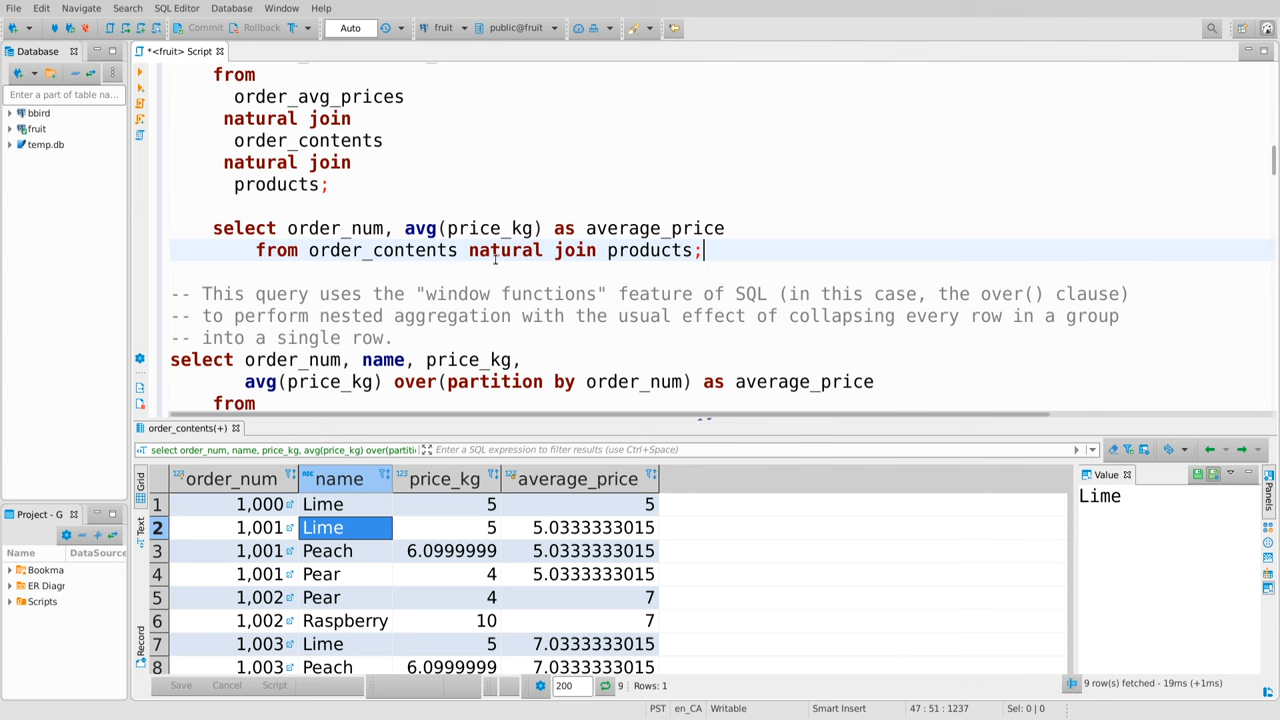 File Edit Navigate Search SQL Editor Database Window Help
Commit Rollback Auto fruit public@fruit
Database
*<fruit> Script
Enter a part of table na...
bbird
fruit
temp.db
from
order_avg_prices
natural join
order_contents
natural join
products;
select order_num, avg(price_kg) as average_price
from order_contents natural join products;
-- This query uses the "window functions" feature of SQL (in this case, the over() clause)
-- to perform nested aggregation with the usual effect of collapsing every row in a group
-- into a single row.
select order_num, name, price_kg,
avg(price_kg) over(partition by order_num) as average_price
from
order_contents(+)
select order_num, name, price_kg, avg(price_kg) over(partiti Enter a SQL expression to filter results (use Ctrl+Space)
Grid
Text
Record
order_num name price_kg average_price
1 1,000 Lime 5 5
2 1,001 Lime 5 5.0333333015
3 1,001 Peach 6.0999999 5.0333333015
4 1,001 Pear 4 5.0333333015
5 1,002 Pear 4 7
6 1,002 Raspberry 10 7
7 1,003 Lime 5 7.0333333015
8 1,003 Peach 6.0999999 7.0333333015
Value
Lime
Panels
Project - G
Name DataSource
Bookma
ER Diagr
Scripts
Save Cancel Script 200 9 Rows: 1
9 row(s) fetched - 19ms (+1ms)
PST en_CA Writable Smart Insert 47 : 51 : 1237 Sel: 0 | 0